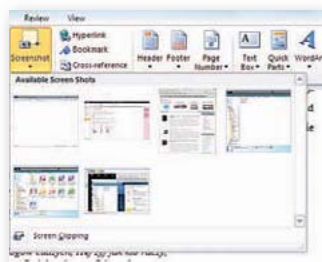 Review View
Screenshot
Hyperlink
Bookmark
Cross-reference
Header Footer Page Number
Text Box Quick Parts WordArt
Available Screen Shots
Screen Clipping